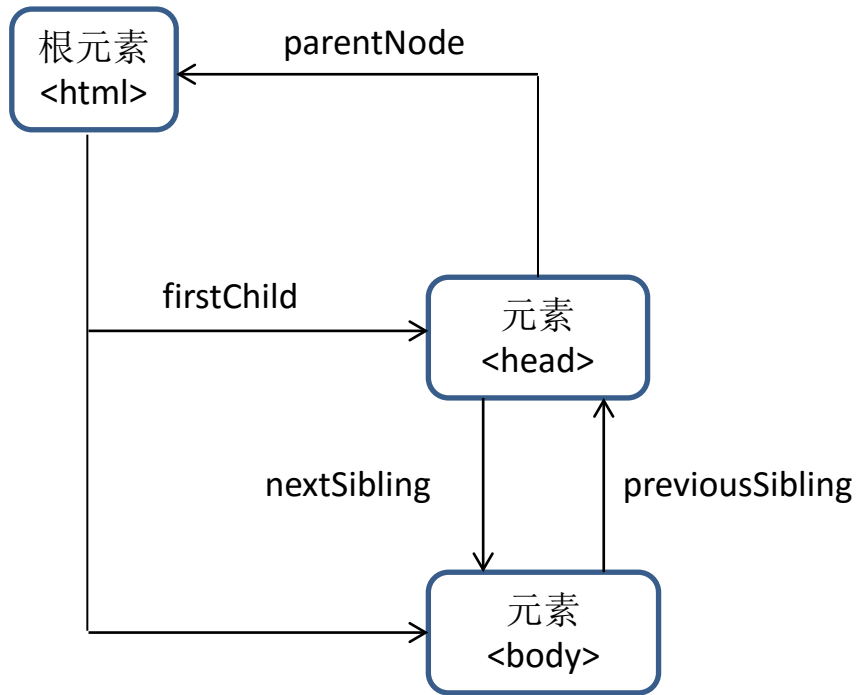 根元素
<html>
parentNode
firstChild
元素
<head>
nextSibling
previousSibling
元素
<body>